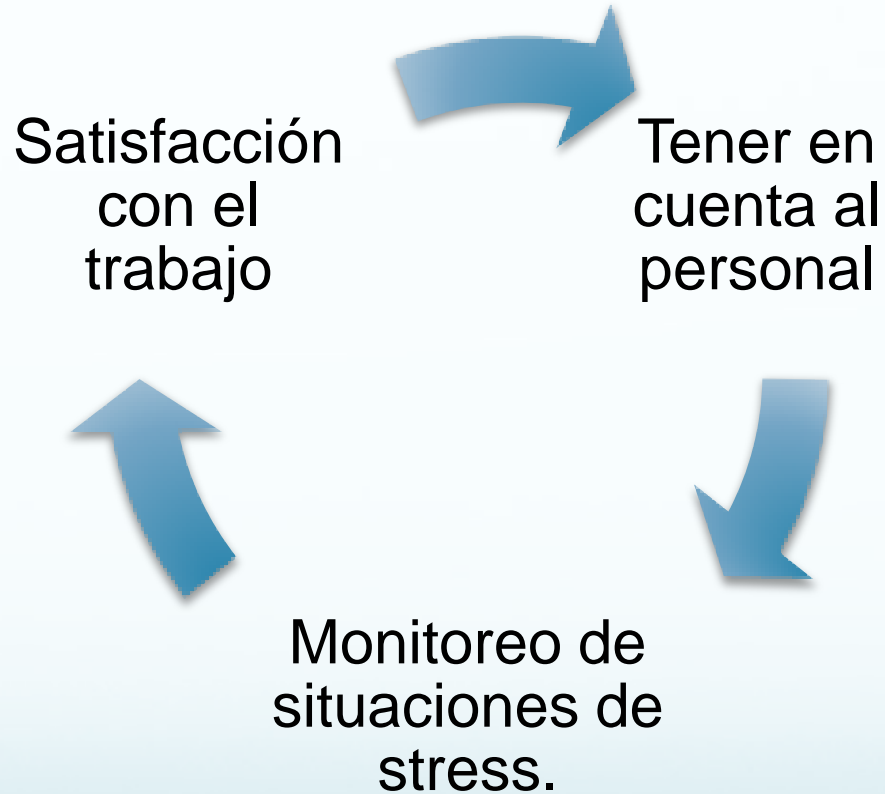 Satisfacción
con el
trabajo
Tener en
cuenta al
personal
Monitoreo de
situaciones de
stress.